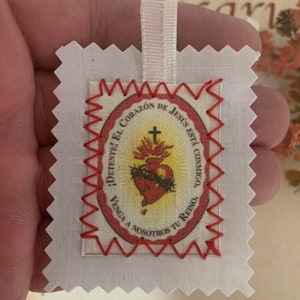 ¡DETENTE! EL CORAZÓN DE JESÚS ESTÁ CONMIGO.
VENGA A NOSOTROS TU REINO.